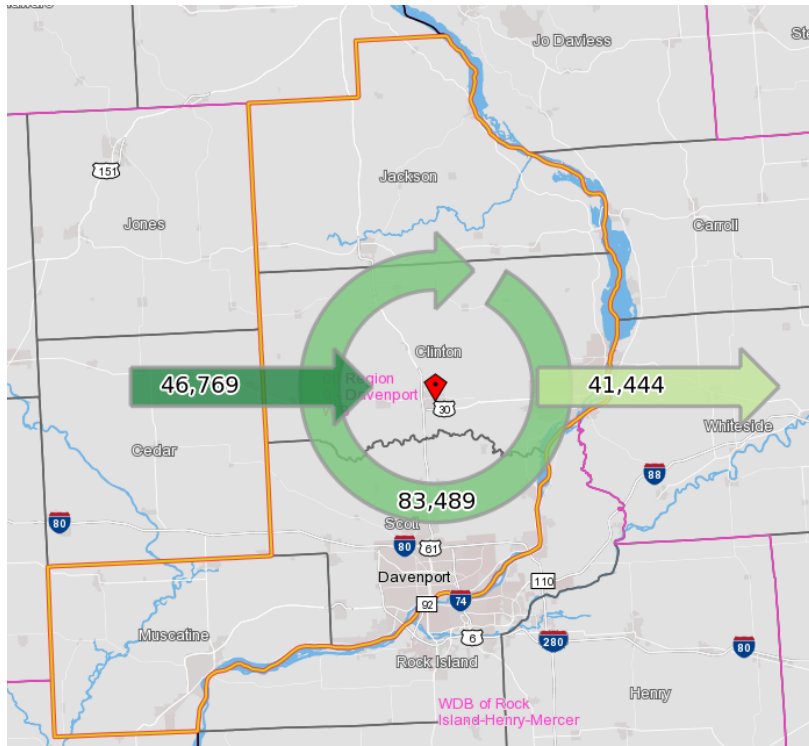 Jo Daviess
151
Jackson
Jones
Carroll
Clinton
46,769
41,444
Region
Davenport
30
Whiteside
Cedar
88
83,489
80
Scott
80
61
Davenport
110
74
92
Muscatine
6
280
80
Rock Island
Henry
WDB of Rock
Island-Henry-Mercer